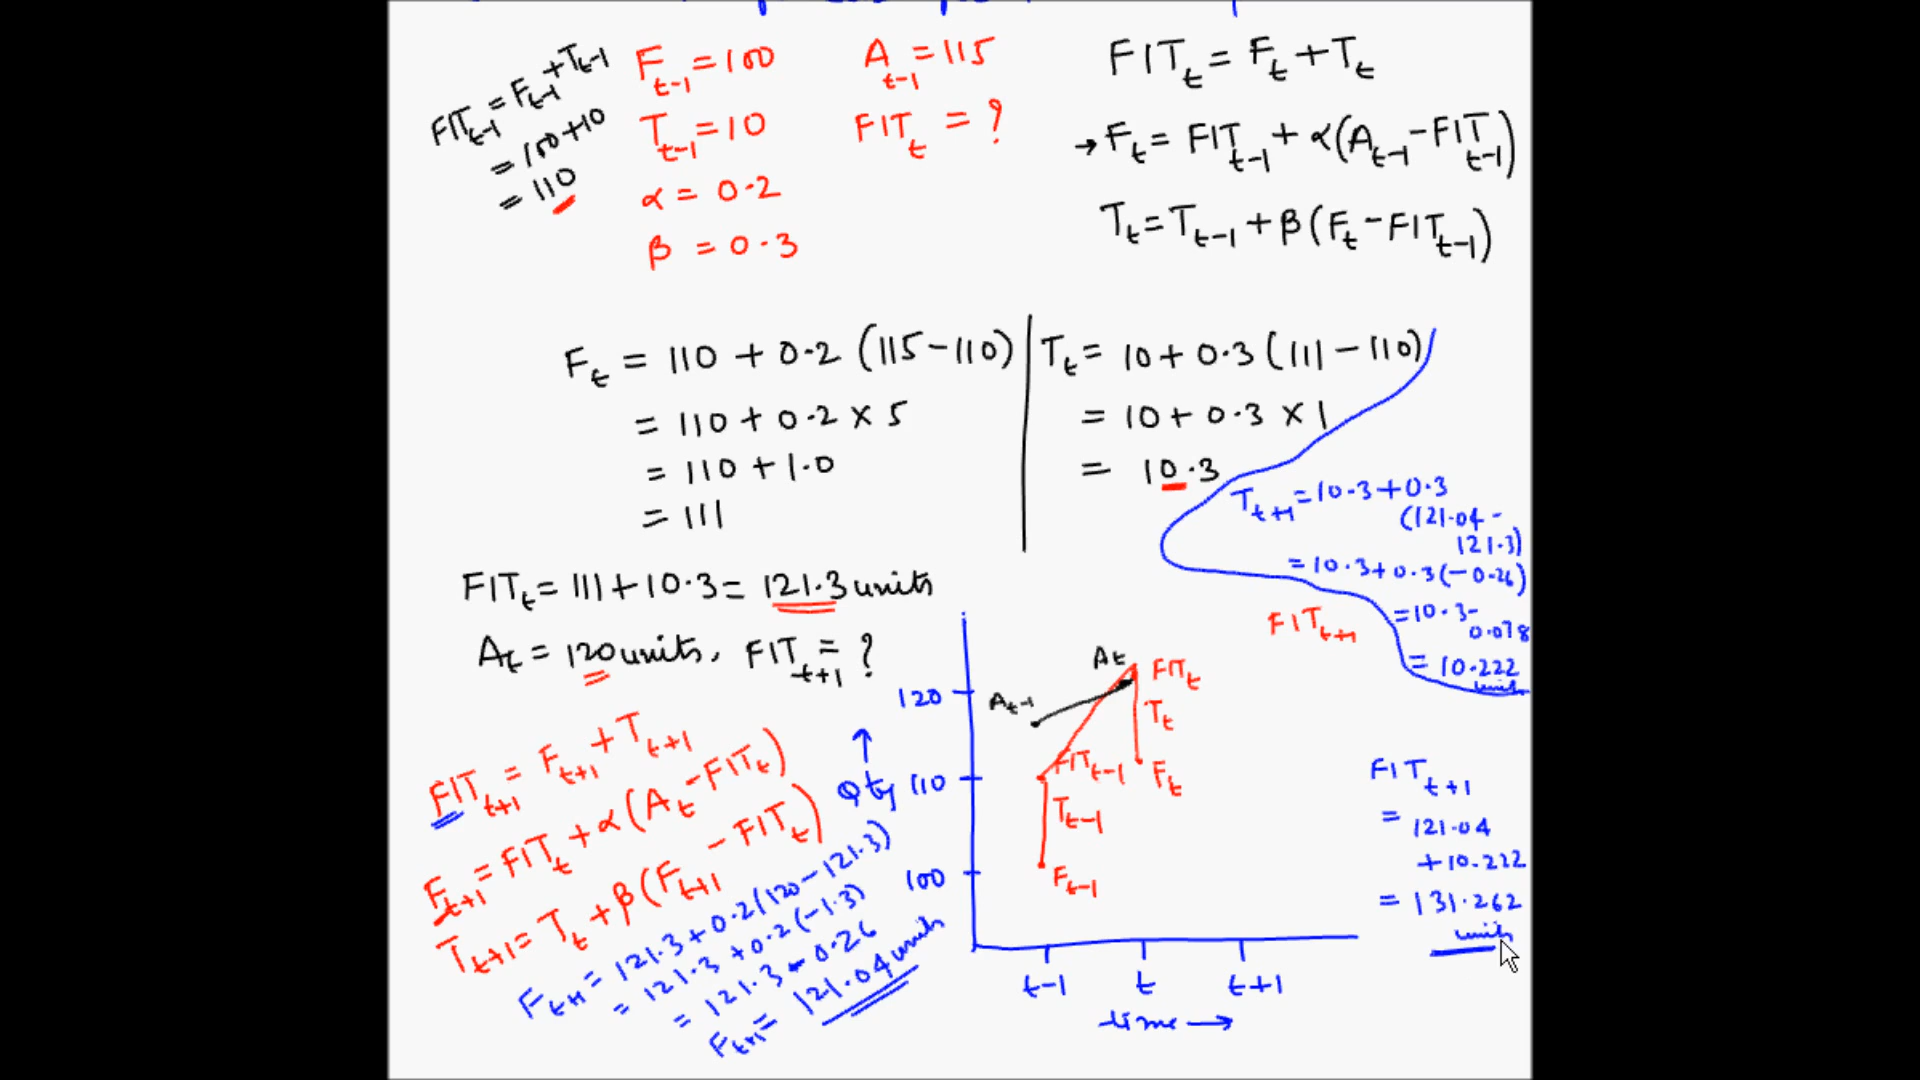 FIT_{t-1} = F_{t-1} + T_{t-1}
= 100 + 10
= 110
F_{t-1} = 100
T_{t-1} = 10
α = 0.2
β = 0.3
A_{t-1} = 115
FIT_t = ?
FIT_t = F_t + T_t
→ F_t = FIT_{t-1} + α(A_{t-1} - FIT_{t-1})
T_t = T_{t-1} + β(F_t - FIT_{t-1})
F_t = 110 + 0.2 (115 - 110)
= 110 + 0.2 × 5
= 110 + 1.0
= 111
T_t = 10 + 0.3 (111 - 110)
= 10 + 0.3 × 1
= 10.3
T_{t+1} = 10.3 + 0.3
(121.04 -
121.3)
= 10.3 + 0.3(-0.26)
= 10.3 -
0.078
= 10.222
units
FIT_t = 111 + 10.3 = 121.3 units
A_t = 120 units, FIT_{t+1} = ?
FIT_{t+1} = F_{t+1} + T_{t+1}
F_{t+1} = FIT_t + α(A_t - FIT_t)
T_{t+1} = T_t + β(F_{t+1} - FIT_t)
F_{t+1} = 121.3 + 0.2(120 - 121.3)
= 121.3 + 0.2(-1.3)
= 121.3 - 0.26
F_{t+1} = 121.04 units
FIT_{t+1}
A_t
FIT_t
A_{t-1}
T_t
FIT_{t-1}
F_t
T_{t-1}
F_{t-1}
120
↑
Qty
110
100
t-1
t
t+1
time →
FIT_{t+1}
= 121.04
+10.222
= 131.262
units